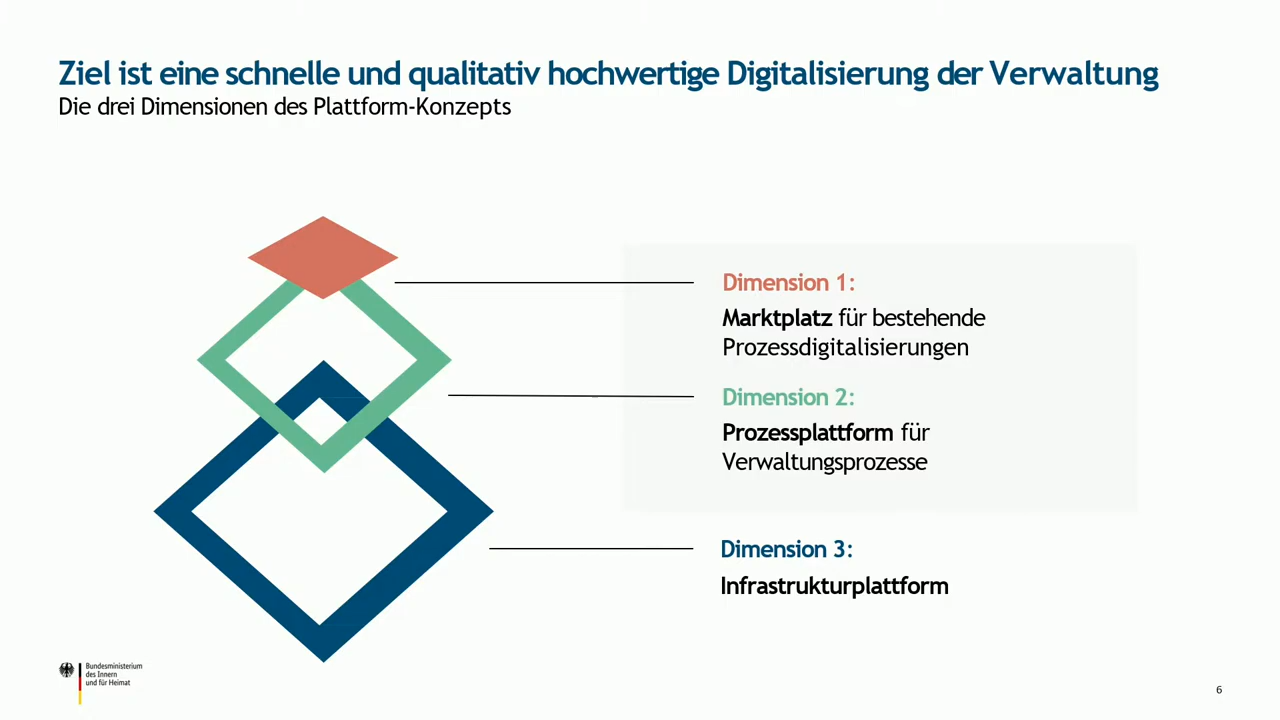 Ziel ist eine schnelle und qualitativ hochwertige Digitalisierung der Verwaltung
Die drei Dimensionen des Plattform-Konzepts
Dimension 1:
Marktplatz für bestehende
Prozessdigitalisierungen
Dimension 2:
Prozessplattform für
Verwaltungsprozesse
Dimension 3:
Infrastrukturplattform
Bundesministerium
des Innern
und für Heimat
6